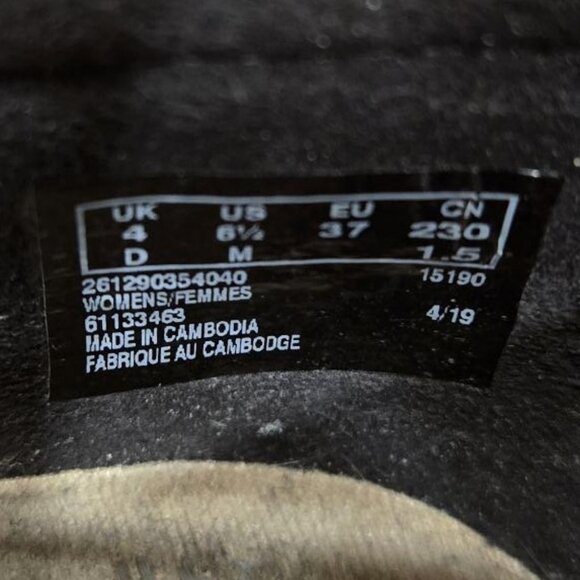 UK US EU CN
4 6½ 37 230
D M 1.5
261290354040 15190
WOMENS/FEMMES
61133463 4/19
MADE IN CAMBODIA
FABRIQUE AU CAMBODGE